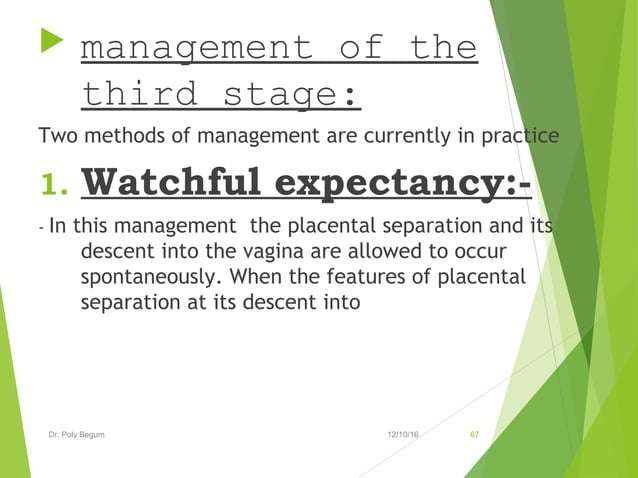 management of the
third stage:
Two methods of management are currently in practice
1. Watchful expectancy:-
- In this management the placental separation and its
descent into the vagina are allowed to occur
spontaneously. When the features of placental
separation at its descent into
Dr. Poly Begum 12/10/16 67